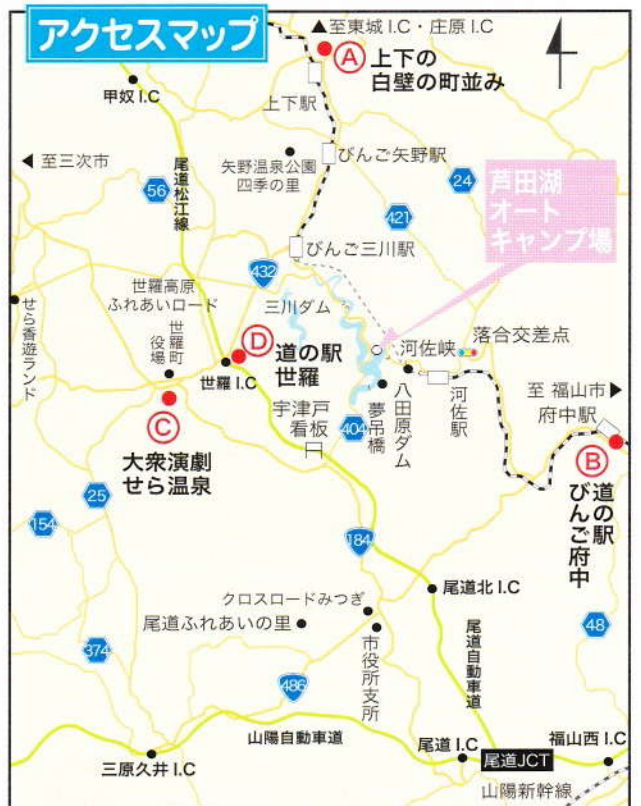 アクセスマップ
▲至東城I.C・庄原I.C
Ⓐ 上下の
白壁の町並み
上下駅
甲奴 I.C
◀ 至三次市
56
尾道松江線
矢野温泉公園
四季の里
びんご矢野駅
24
421
芦田湖
オート
キャンプ場
びんご三川駅
432
世羅高原
ふれあいロード
三川ダム
せら香遊ランド
世羅町
役場
Ⓓ 道の駅
世羅
世羅 I.C
河佐峡
落合交差点
河佐駅
八田原ダム
夢吊橋
404
宇津戸
看板
至 福山市▶
府中駅
Ⓑ 道の駅
びんご府中
Ⓒ
大衆演劇
せら温泉
25
154
184
尾道北 I.C
クロスロードみつぎ
尾道ふれあいの里
市役所支所
尾道自動車道
48
374
486
山陽自動車道
三原久井 I.C
尾道 I.C
尾道JCT
福山西 I.C
山陽新幹線